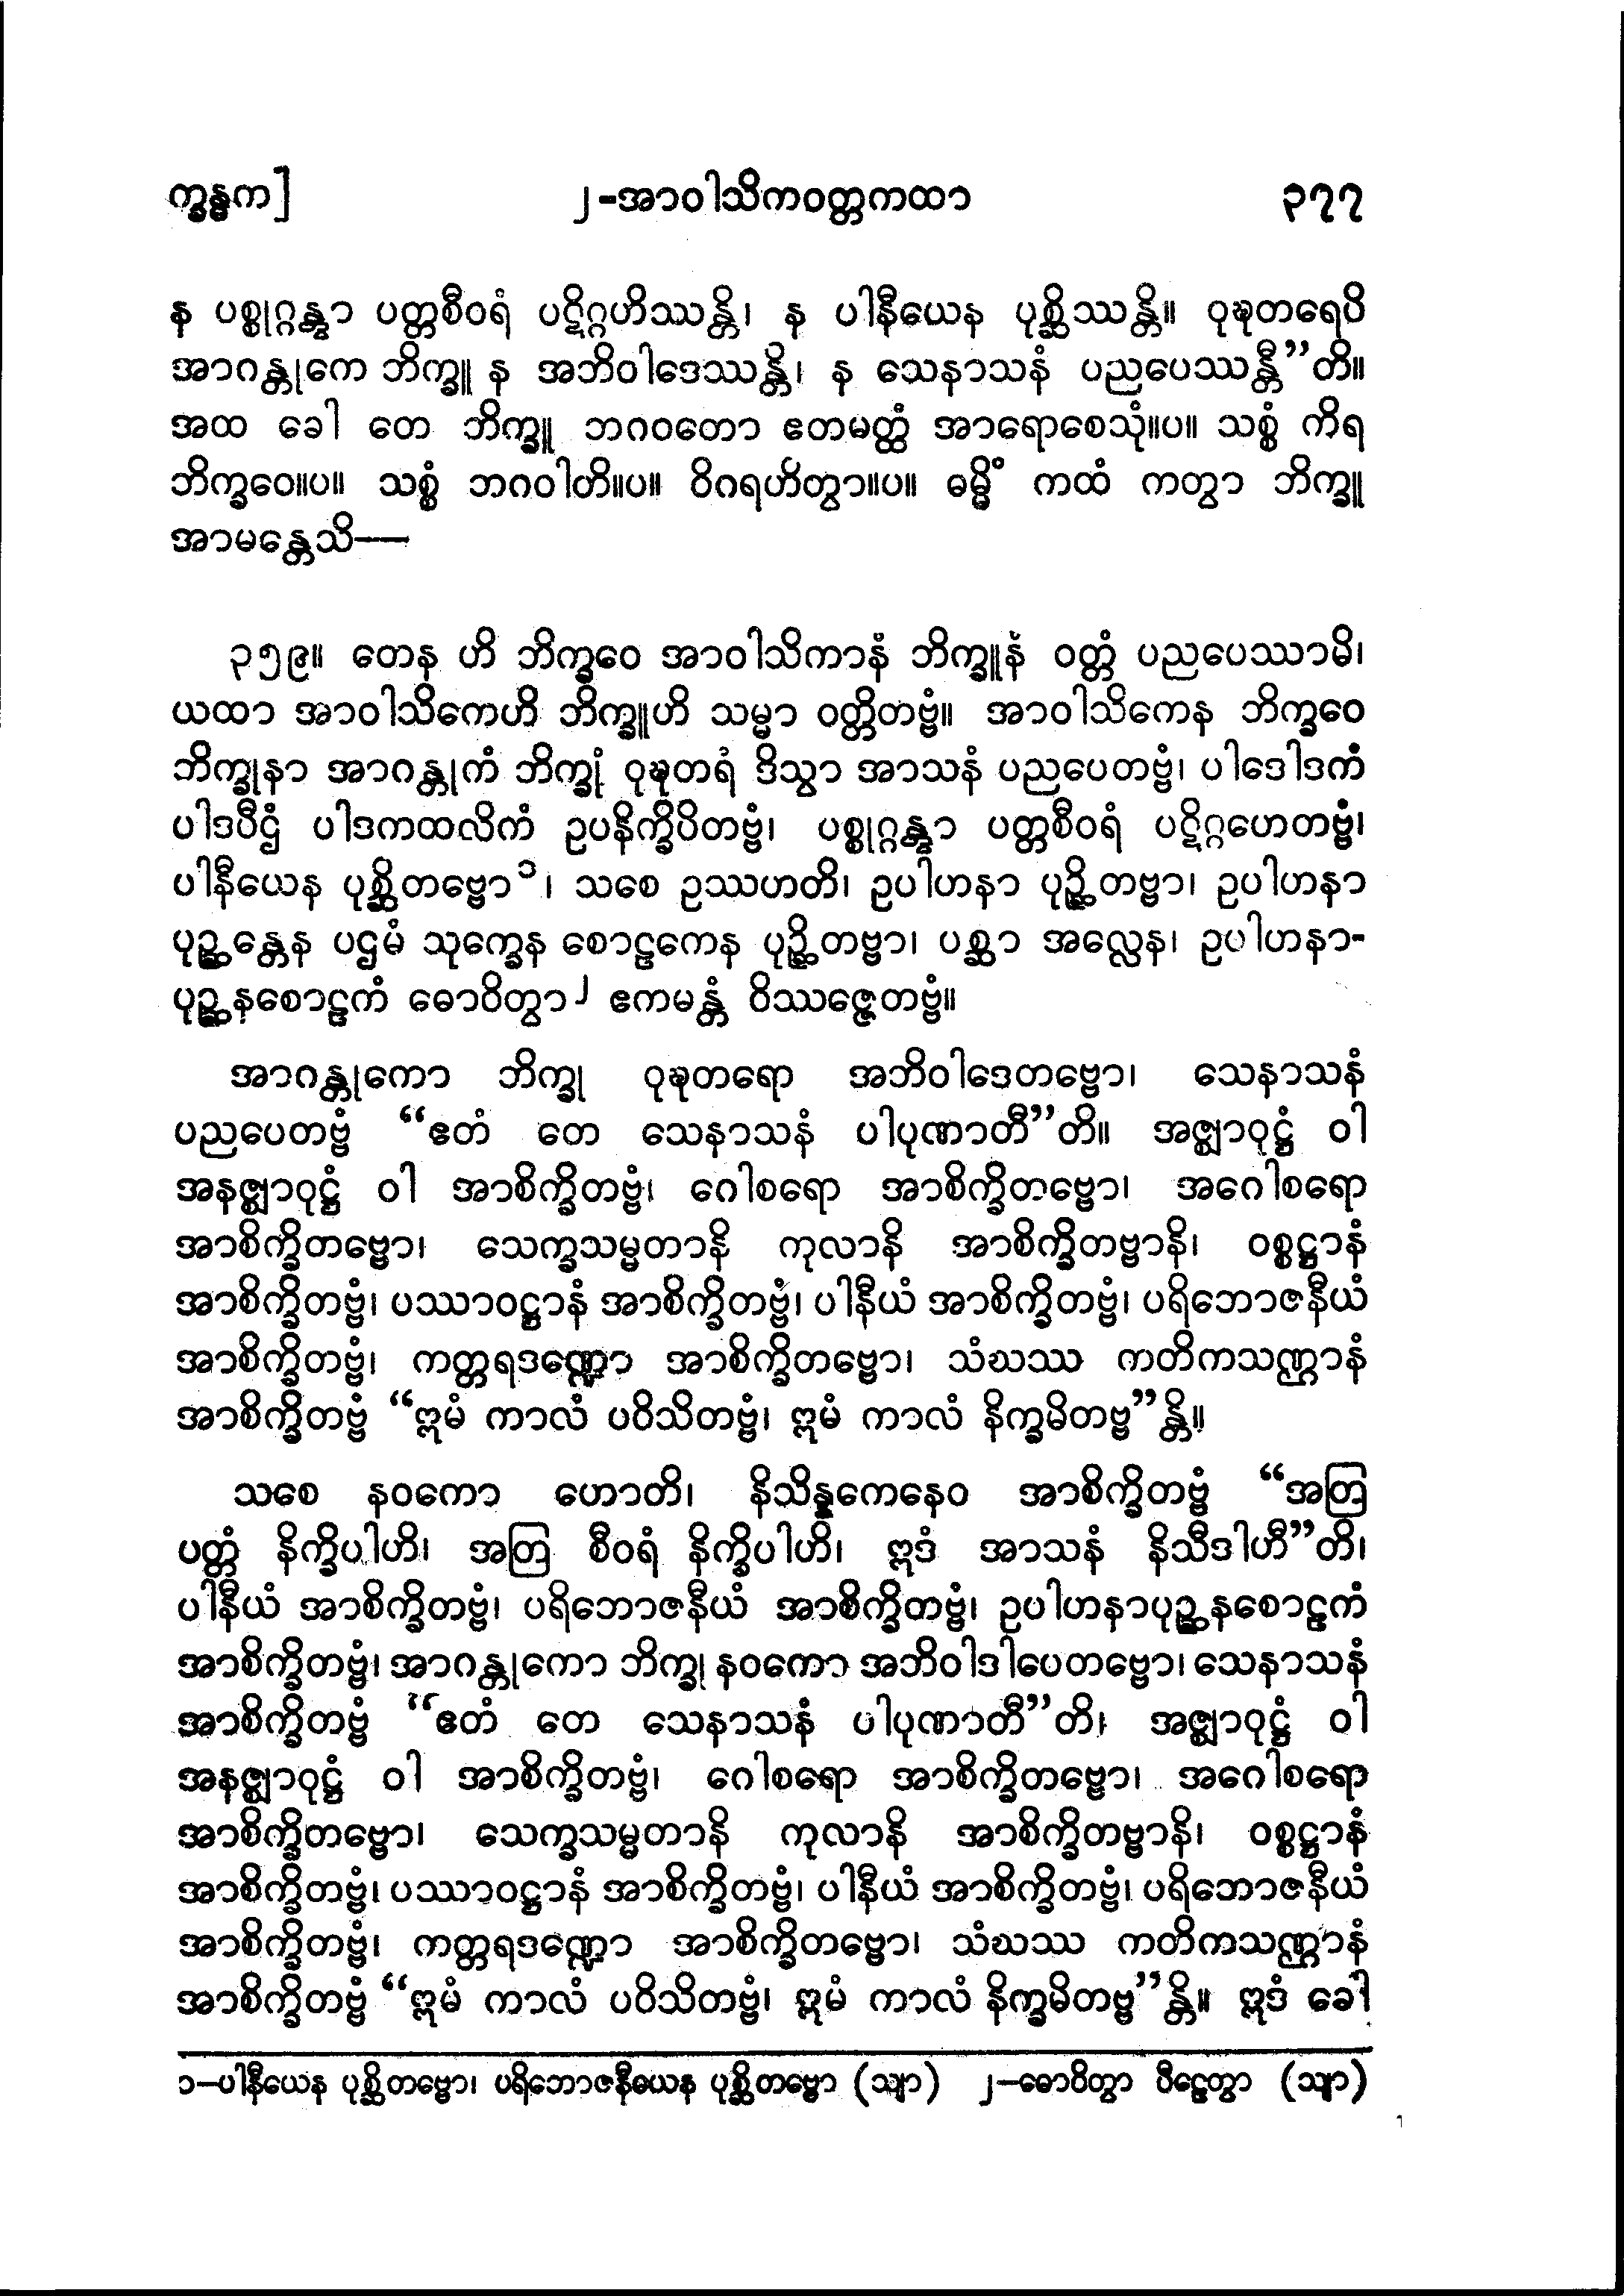 က္ခန္ဓက]
၂-အာဝါသိကဝတ္တကထာ
၃၇၇
န ပစ္စုဂ္ဂန္တွာ ပတ္တစီဝရံ ပဋိဂ္ဂဟိဿန္တိ၊ န ပါနီယေန ပုစ္ဆိဿန္တိ။ ဝုဍ္ဎတရေပိ
အာဂန္တုကေ ဘိက္ခူ န အဘိဝါဒေဿန္တိ၊ န သေနာသနံ ပညပေဿန္တီ”တိ။
အထ ခေါ တေ ဘိက္ခူ ဘဂဝတော ဧတမတ္ထံ အာရောစေသုံ။ပ။ သစ္စံ ကိရ
ဘိက္ခဝေ။ပ။ သစ္စံ ဘဂဝါတိ။ပ။ ဝိဂရဟိတွာ။ပ။ ဓမ္မိံ ကထံ ကတွာ ဘိက္ခူ
အာမန္တေသိ—
၃၅၉။ တေန ဟိ ဘိက္ခဝေ အာဝါသိကာနံ ဘိက္ခူနံ ဝတ္တံ ပညပေဿာမိ၊
ယထာ အာဝါသိကေဟိ ဘိက္ခူဟိ သမ္မာ ဝတ္တိတဗ္ဗံ။ အာဝါသိကေန ဘိက္ခဝေ
ဘိက္ခုနာ အာဂန္တုကံ ဘိက္ခုံ ဝုဍ္ဎတရံ ဒိသွာ အာသနံ ပညပေတဗ္ဗံ၊ ပါဒေါဒကံ
ပါဒပီဌံ ပါဒကထလိကံ ဥပနိက္ခိပိတဗ္ဗံ၊ ပစ္စုဂ္ဂန္တွာ ပတ္တစီဝရံ ပဋိဂ္ဂဟေတဗ္ဗံ၊
ပါနီယေန ပုစ္ဆိတဗ္ဗော၁၊ သစေ ဥဿဟတိ၊ ဥပါဟနာ ပုဉ္ဆိတဗ္ဗာ၊ ဥပါဟနာ
ပုဉ္ဆန္တေန ပဌမံ သုက္ခေန စောဠကေန ပုဉ္ဆိတဗ္ဗာ၊ ပစ္ဆာ အလ္လေန၊ ဥပါဟနာ-
ပုဉ္ဆနစောဠကံ ဓောဝိတွာ၂ ဧကမန္တံ ဝိဿဇ္ဇေတဗ္ဗံ။
အာဂန္တုကော ဘိက္ခု ဝုဍ္ဎတရော အဘိဝါဒေတဗ္ဗော၊ သေနာသနံ
ပညပေတဗ္ဗံ “ဧတံ တေ သေနာသနံ ပါပုဏာတီ”တိ။ အဇ္ဈာဝုဋ္ဌံ ဝါ
အနဇ္ဈာဝုဋ္ဌံ ဝါ အာစိက္ခိတဗ္ဗံ၊ ဂေါစရော အာစိက္ခိတဗ္ဗော၊ အဂေါစရော
အာစိက္ခိတဗ္ဗော၊ သေက္ခသမ္မတာနိ ကုလာနိ အာစိက္ခိတဗ္ဗာနိ၊ ဝစ္စဋ္ဌာနံ
အာစိက္ခိတဗ္ဗံ၊ ပဿာဝဋ္ဌာနံ အာစိက္ခိတဗ္ဗံ၊ ပါနီယံ အာစိက္ခိတဗ္ဗံ၊ ပရိဘောဇနီယံ
အာစိက္ခိတဗ္ဗံ၊ ကတ္တရဒဏ္ဍော အာစိက္ခိတဗ္ဗော၊ သံဃဿ ကတိကသဏ္ဌာနံ
အာစိက္ခိတဗ္ဗံ “ဣမံ ကာလံ ပဝိသိတဗ္ဗံ၊ ဣမံ ကာလံ နိက္ခမိတဗ္ဗ”န္တိ။
သစေ နဝကော ဟောတိ၊ နိသိန္နကေနေဝ အာစိက္ခိတဗ္ဗံ “အတြ
ပတ္တံ နိက္ခိပါဟိ၊ အတြ စီဝရံ နိက္ခိပါဟိ၊ ဣဒံ အာသနံ နိသီဒါဟီ”တိ၊
ပါနီယံ အာစိက္ခိတဗ္ဗံ၊ ပရိဘောဇနီယံ အာစိက္ခိတဗ္ဗံ၊ ဥပါဟနာပုဉ္ဆနစောဠကံ
အာစိက္ခိတဗ္ဗံ၊ အာဂန္တုကော ဘိက္ခု နဝကော အဘိဝါဒါပေတဗ္ဗော၊ သေနာသနံ
အာစိက္ခိတဗ္ဗံ “ဧတံ တေ သေနာသနံ ပါပုဏာတီ”တိ၊ အဇ္ဈာဝုဋ္ဌံ ဝါ
အနဇ္ဈာဝုဋ္ဌံ ဝါ အာစိက္ခိတဗ္ဗံ၊ ဂေါစရော အာစိက္ခိတဗ္ဗော၊ အဂေါစရော
အာစိက္ခိတဗ္ဗော၊ သေက္ခသမ္မတာနိ ကုလာနိ အာစိက္ခိတဗ္ဗာနိ၊ ဝစ္စဋ္ဌာနံ
အာစိက္ခိတဗ္ဗံ၊ ပဿာဝဋ္ဌာနံ အာစိက္ခိတဗ္ဗံ၊ ပါနီယံ အာစိက္ခိတဗ္ဗံ၊ ပရိဘောဇနီယံ
အာစိက္ခိတဗ္ဗံ၊ ကတ္တရဒဏ္ဍော အာစိက္ခိတဗ္ဗော၊ သံဃဿ ကတိကသဏ္ဌာနံ
အာစိက္ခိတဗ္ဗံ “ဣမံ ကာလံ ပဝိသိတဗ္ဗံ၊ ဣမံ ကာလံ နိက္ခမိတဗ္ဗ”န္တိ။ ဣဒံ ခေါ
၁—ပါနီယေန ပုစ္ဆိတဗ္ဗော၊ ပရိဘောဇနီယေန ပုစ္ဆိတဗ္ဗော (သျာ) ၂—ဓောဝိတွာ ပီဠေတွာ (သျာ)